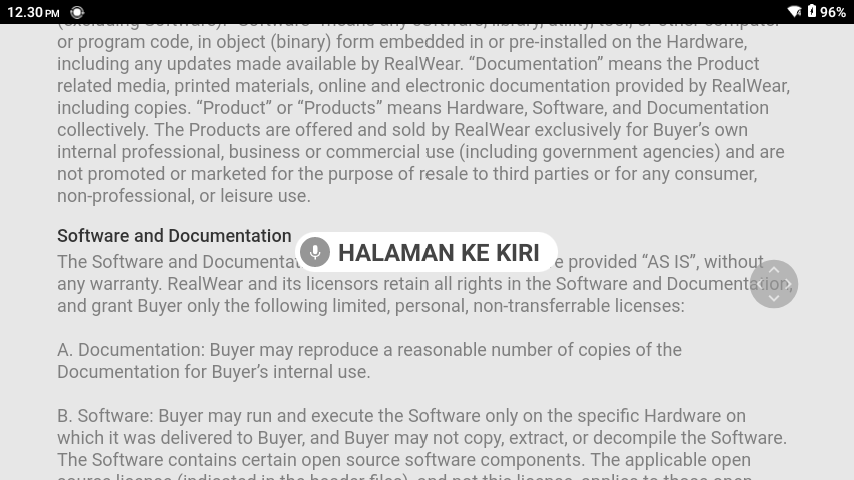 12.30 PM
96%
or program code, in object (binary) form embedded in or pre-installed on the Hardware,
including any updates made available by RealWear. “Documentation” means the Product
related media, printed materials, online and electronic documentation provided by RealWear,
including copies. “Product” or “Products” means Hardware, Software, and Documentation
collectively. The Products are offered and sold by RealWear exclusively for Buyer’s own
internal professional, business or commercial use (including government agencies) and are
not promoted or marketed for the purpose of resale to third parties or for any consumer,
non-professional, or leisure use.
Software and Documentation
HALAMAN KE KIRI
The Software and Documenta e provided “AS IS”, without
any warranty. RealWear and its licensors retain all rights in the Software and Documentation,
and grant Buyer only the following limited, personal, non-transferrable licenses:
A. Documentation: Buyer may reproduce a reasonable number of copies of the
Documentation for Buyer’s internal use.
B. Software: Buyer may run and execute the Software only on the specific Hardware on
which it was delivered to Buyer, and Buyer may not copy, extract, or decompile the Software.
The Software contains certain open source software components. The applicable open